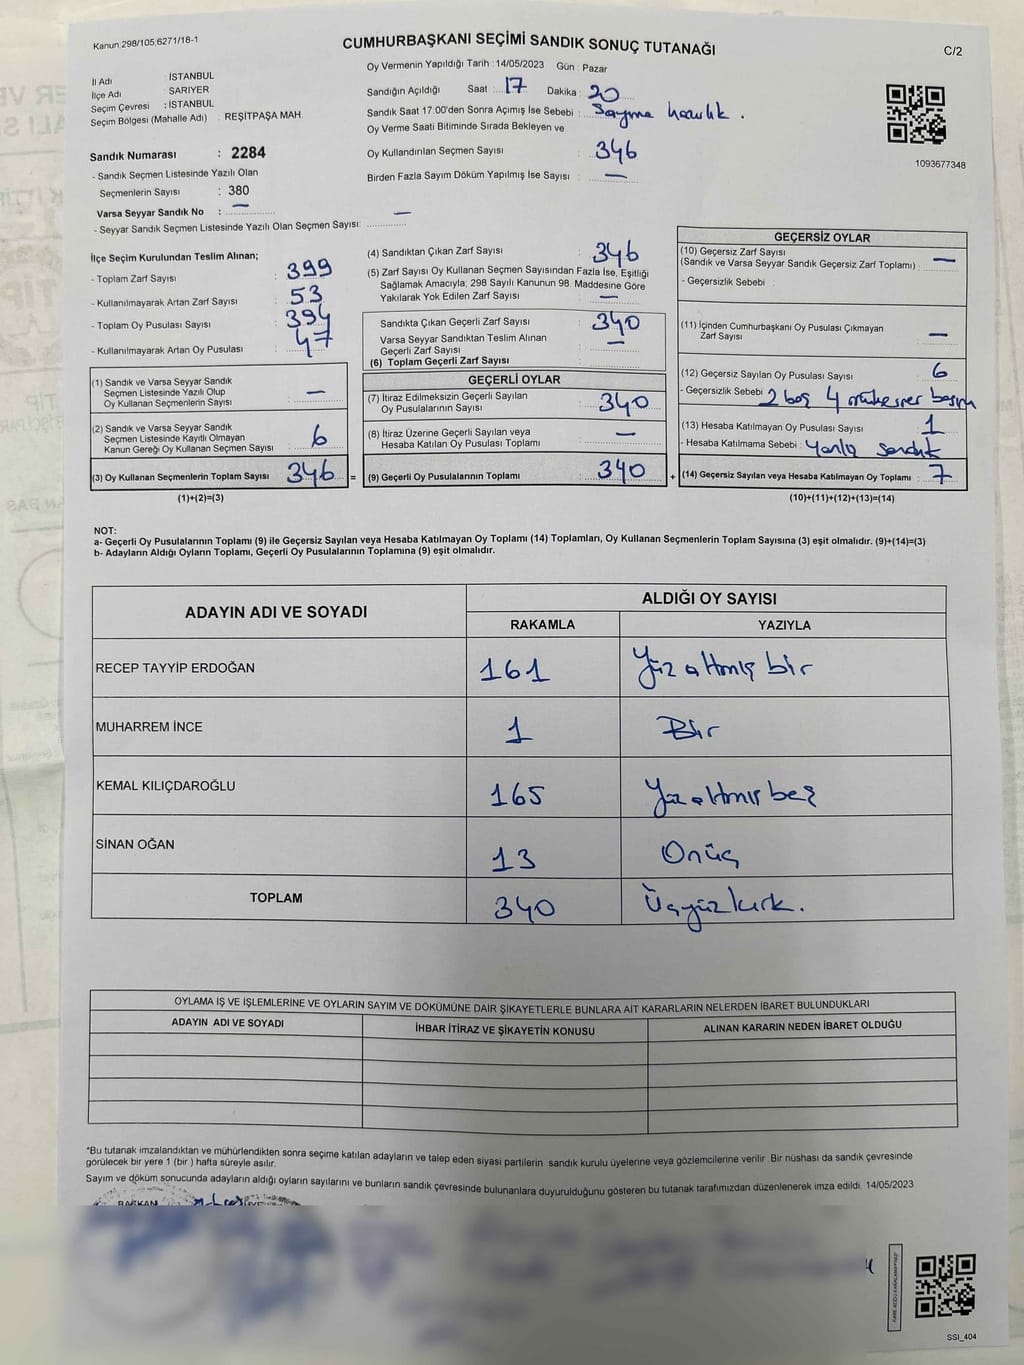 Kanun 298/105,6271/18-1
CUMHURBAŞKANI SEÇİMİ SANDIK SONUÇ TUTANAĞI
C/2
İl Adı : İSTANBUL
İlçe Adı : SARIYER
Seçim Çevresi : İSTANBUL
Seçim Bölgesi (Mahalle Adı) : REŞİTPAŞA MAH.
Sandık Numarası : 2284
- Sandık Seçmen Listesinde Yazılı Olan
Seçmenlerin Sayısı : 380
Varsa Seyyar Sandık No : —
- Seyyar Sandık Seçmen Listesinde Yazılı Olan Seçmen Sayısı: —
Oy Vermenin Yapıldığı Tarih : 14/05/2023 Gün : Pazar
Sandığın Açıldığı Saat : 17 Dakika : 20
Sandık Saat 17:00'den Sonra Açımış İse Sebebi : Sayıma hazırlık.
Oy Verme Saati Bitiminde Sırada Bekleyen ve
Oy Kullandırılan Seçmen Sayısı : 346
Birden Fazla Sayım Döküm Yapılmış İse Sayısı : —
1093677348
İlçe Seçim Kurulundan Teslim Alınan;
- Toplam Zarf Sayısı : 399
- Kullanılmayarak Artan Zarf Sayısı : 53
- Toplam Oy Pusulası Sayısı : 394
- Kullanılmayarak Artan Oy Pusulası : 47
(1) Sandık ve Varsa Seyyar Sandık
Seçmen Listesinde Yazılı Olup
Oy Kullanan Seçmenlerin Sayısı : —
(2) Sandık ve Varsa Seyyar Sandık
Seçmen Listesinde Kayıtlı Olmayan
Kanun Gereği Oy Kullanan Seçmen Sayısı : 6
(3) Oy Kullanan Seçmenlerin Toplam Sayısı : 346 =
(1)+(2)=(3)
(4) Sandıktan Çıkan Zarf Sayısı : 346
(5) Zarf Sayısı Oy Kullanan Seçmen Sayısından Fazla İse, Eşitliği
Sağlamak Amacıyla; 298 Sayılı Kanunun 98. Maddesine Göre
Yakılarak Yok Edilen Zarf Sayısı : —
Sandıkta Çıkan Geçerli Zarf Sayısı : 340
Varsa Seyyar Sandıktan Teslim Alınan
Geçerli Zarf Sayısı : —
(6) Toplam Geçerli Zarf Sayısı
GEÇERLİ OYLAR
(7) İtiraz Edilmeksizin Geçerli Sayılan
Oy Pusulalarının Sayısı : 340
(8) İtiraz Üzerine Geçerli Sayılan veya
Hesaba Katılan Oy Pusulası Toplamı : —
(9) Geçerli Oy Pusulalarının Toplamı : 340 +
GEÇERSİZ OYLAR
(10) Geçersiz Zarf Sayısı
(Sandık ve Varsa Seyyar Sandık Geçersiz Zarf Toplamı) : —
- Geçersizlik Sebebi :
(11) İçinden Cumhurbaşkanı Oy Pusulası Çıkmayan
Zarf Sayısı : —
(12) Geçersiz Sayılan Oy Pusulası Sayısı : 6
- Geçersizlik Sebebi : 2 boş 4 mükerrer basım
(13) Hesaba Katılmayan Oy Pusulası Sayısı : 1
- Hesaba Katılmama Sebebi : Yanlış sandık
(14) Geçersiz Sayılan veya Hesaba Katılmayan Oy Toplamı : 7
(10)+(11)+(12)+(13)=(14)
NOT:
a- Geçerli Oy Pusulalarının Toplamı (9) ile Geçersiz Sayılan veya Hesaba Katılmayan Oy Toplamı (14) Toplamları, Oy Kullanan Seçmenlerin Toplam Sayısına (3) eşit olmalıdır. (9)+(14)=(3)
b- Adayların Aldığı Oyların Toplamı, Geçerli Oy Pusulalarının Toplamına (9) eşit olmalıdır.
ADAYIN ADI VE SOYADI ALDIĞI OY SAYISI
RAKAMLA YAZIYLA
RECEP TAYYİP ERDOĞAN 161 Yüz altmış bir
MUHARREM İNCE 1 Bir
KEMAL KILIÇDAROĞLU 165 Yüz altmış beş
SİNAN OĞAN 13 Onüç
TOPLAM 340 Üçyüzkırk.
OYLAMA İŞ VE İŞLEMLERİNE VE OYLARIN SAYIM VE DÖKÜMÜNE DAİR ŞİKAYETLERLE BUNLARA AİT KARARLARIN NELERDEN İBARET BULUNDUKLARI
ADAYIN ADI VE SOYADI İHBAR İTİRAZ VE ŞİKAYETİN KONUSU ALINAN KARARIN NEDEN İBARET OLDUĞU
*Bu tutanak imzalandıktan ve mühürlendikten sonra seçime katılan adayların ve talep eden siyasi partilerin sandık kurulu üyelerine veya gözlemcilerine verilir. Bir nüshası da sandık çevresinde
görülecek bir yere 1 (bir ) hafta süreyle asılır.
Sayım ve döküm sonucunda adayların aldığı oyların sayılarını ve bunların sandık çevresinde bulunanlara duyurulduğunu gösteren bu tutanak tarafımızdan düzenlenerek imza edildi. 14/05/2023
BAŞKAN
SSI_404